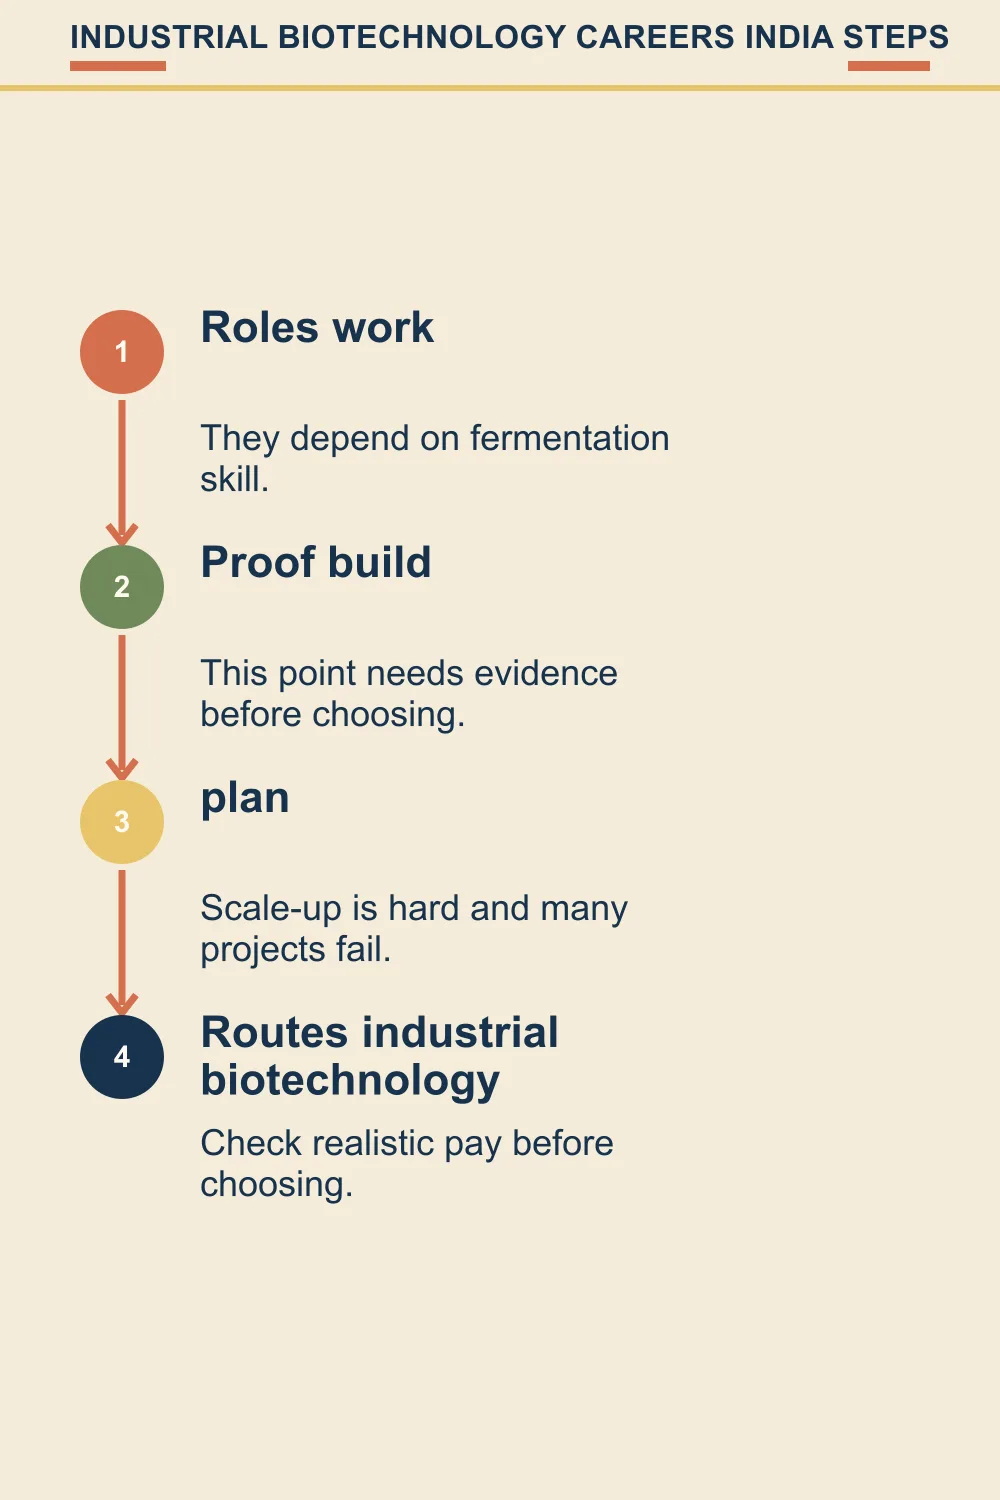 INDUSTRIAL BIOTECHNOLOGY CAREERS INDIA STEPS
1
Roles work
They depend on fermentation
skill.
2
Proof build
This point needs evidence
before choosing.
3
plan
Scale-up is hard and many
projects fail.
4
Routes industrial
biotechnology
Check realistic pay before
choosing.